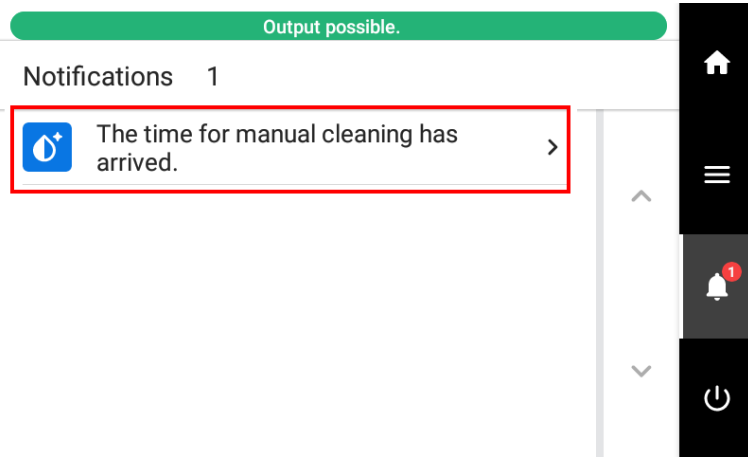 Output possible.
Notifications 1
The time for manual cleaning has
arrived.
1